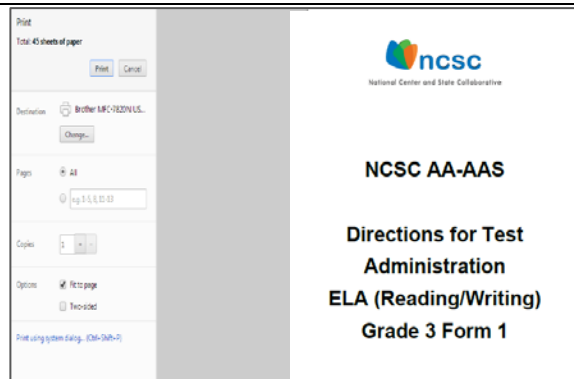 Print
Total: 45 sheets of paper
Print Cancel
Destination Brother MFC-7820N US...
Change...
Pages All
e.g. 1-5, 8, 11-13
Copies 1 + -
Options Fit to page
Two-sided
Print using system dialog... (Ctrl+Shift+P)
ncsc
National Center and State Collaborative
NCSC AA-AAS
Directions for Test
Administration
ELA (Reading/Writing)
Grade 3 Form 1